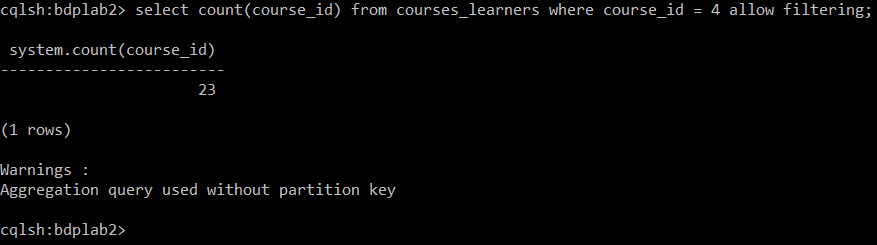 cqlsh:bdplab2> select count(course_id) from courses_learners where course_id = 4 allow filtering;
system.count(course_id)
-------------------------
23
(1 rows)
Warnings :
Aggregation query used without partition key
cqlsh:bdplab2>